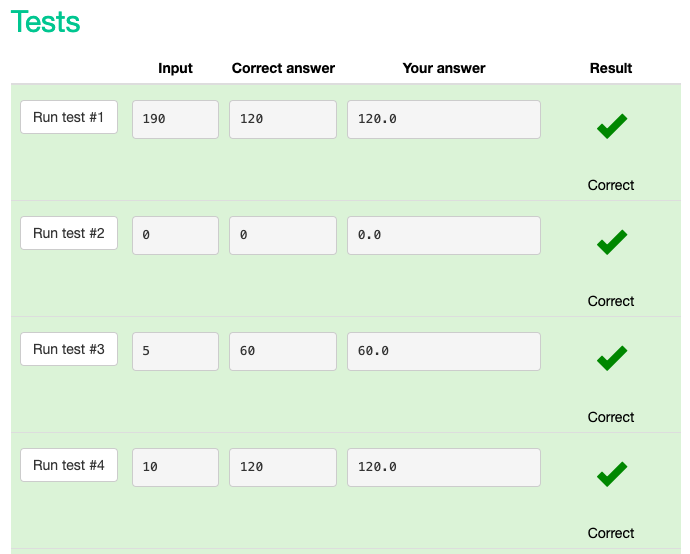 Tests
Input Correct answer Your answer Result
Run test #1 190 120 120.0
Correct
Run test #2 0 0 0.0
Correct
Run test #3 5 60 60.0
Correct
Run test #4 10 120 120.0
Correct